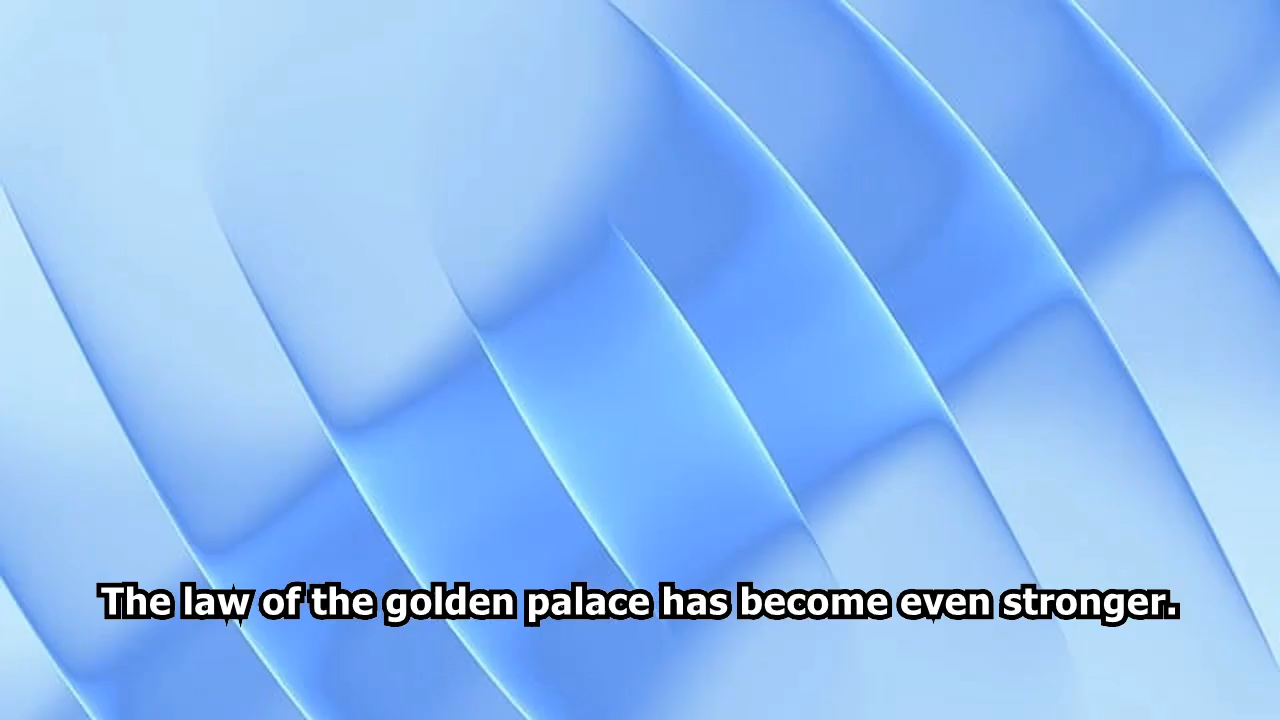 The law of the golden palace has become even stronger.